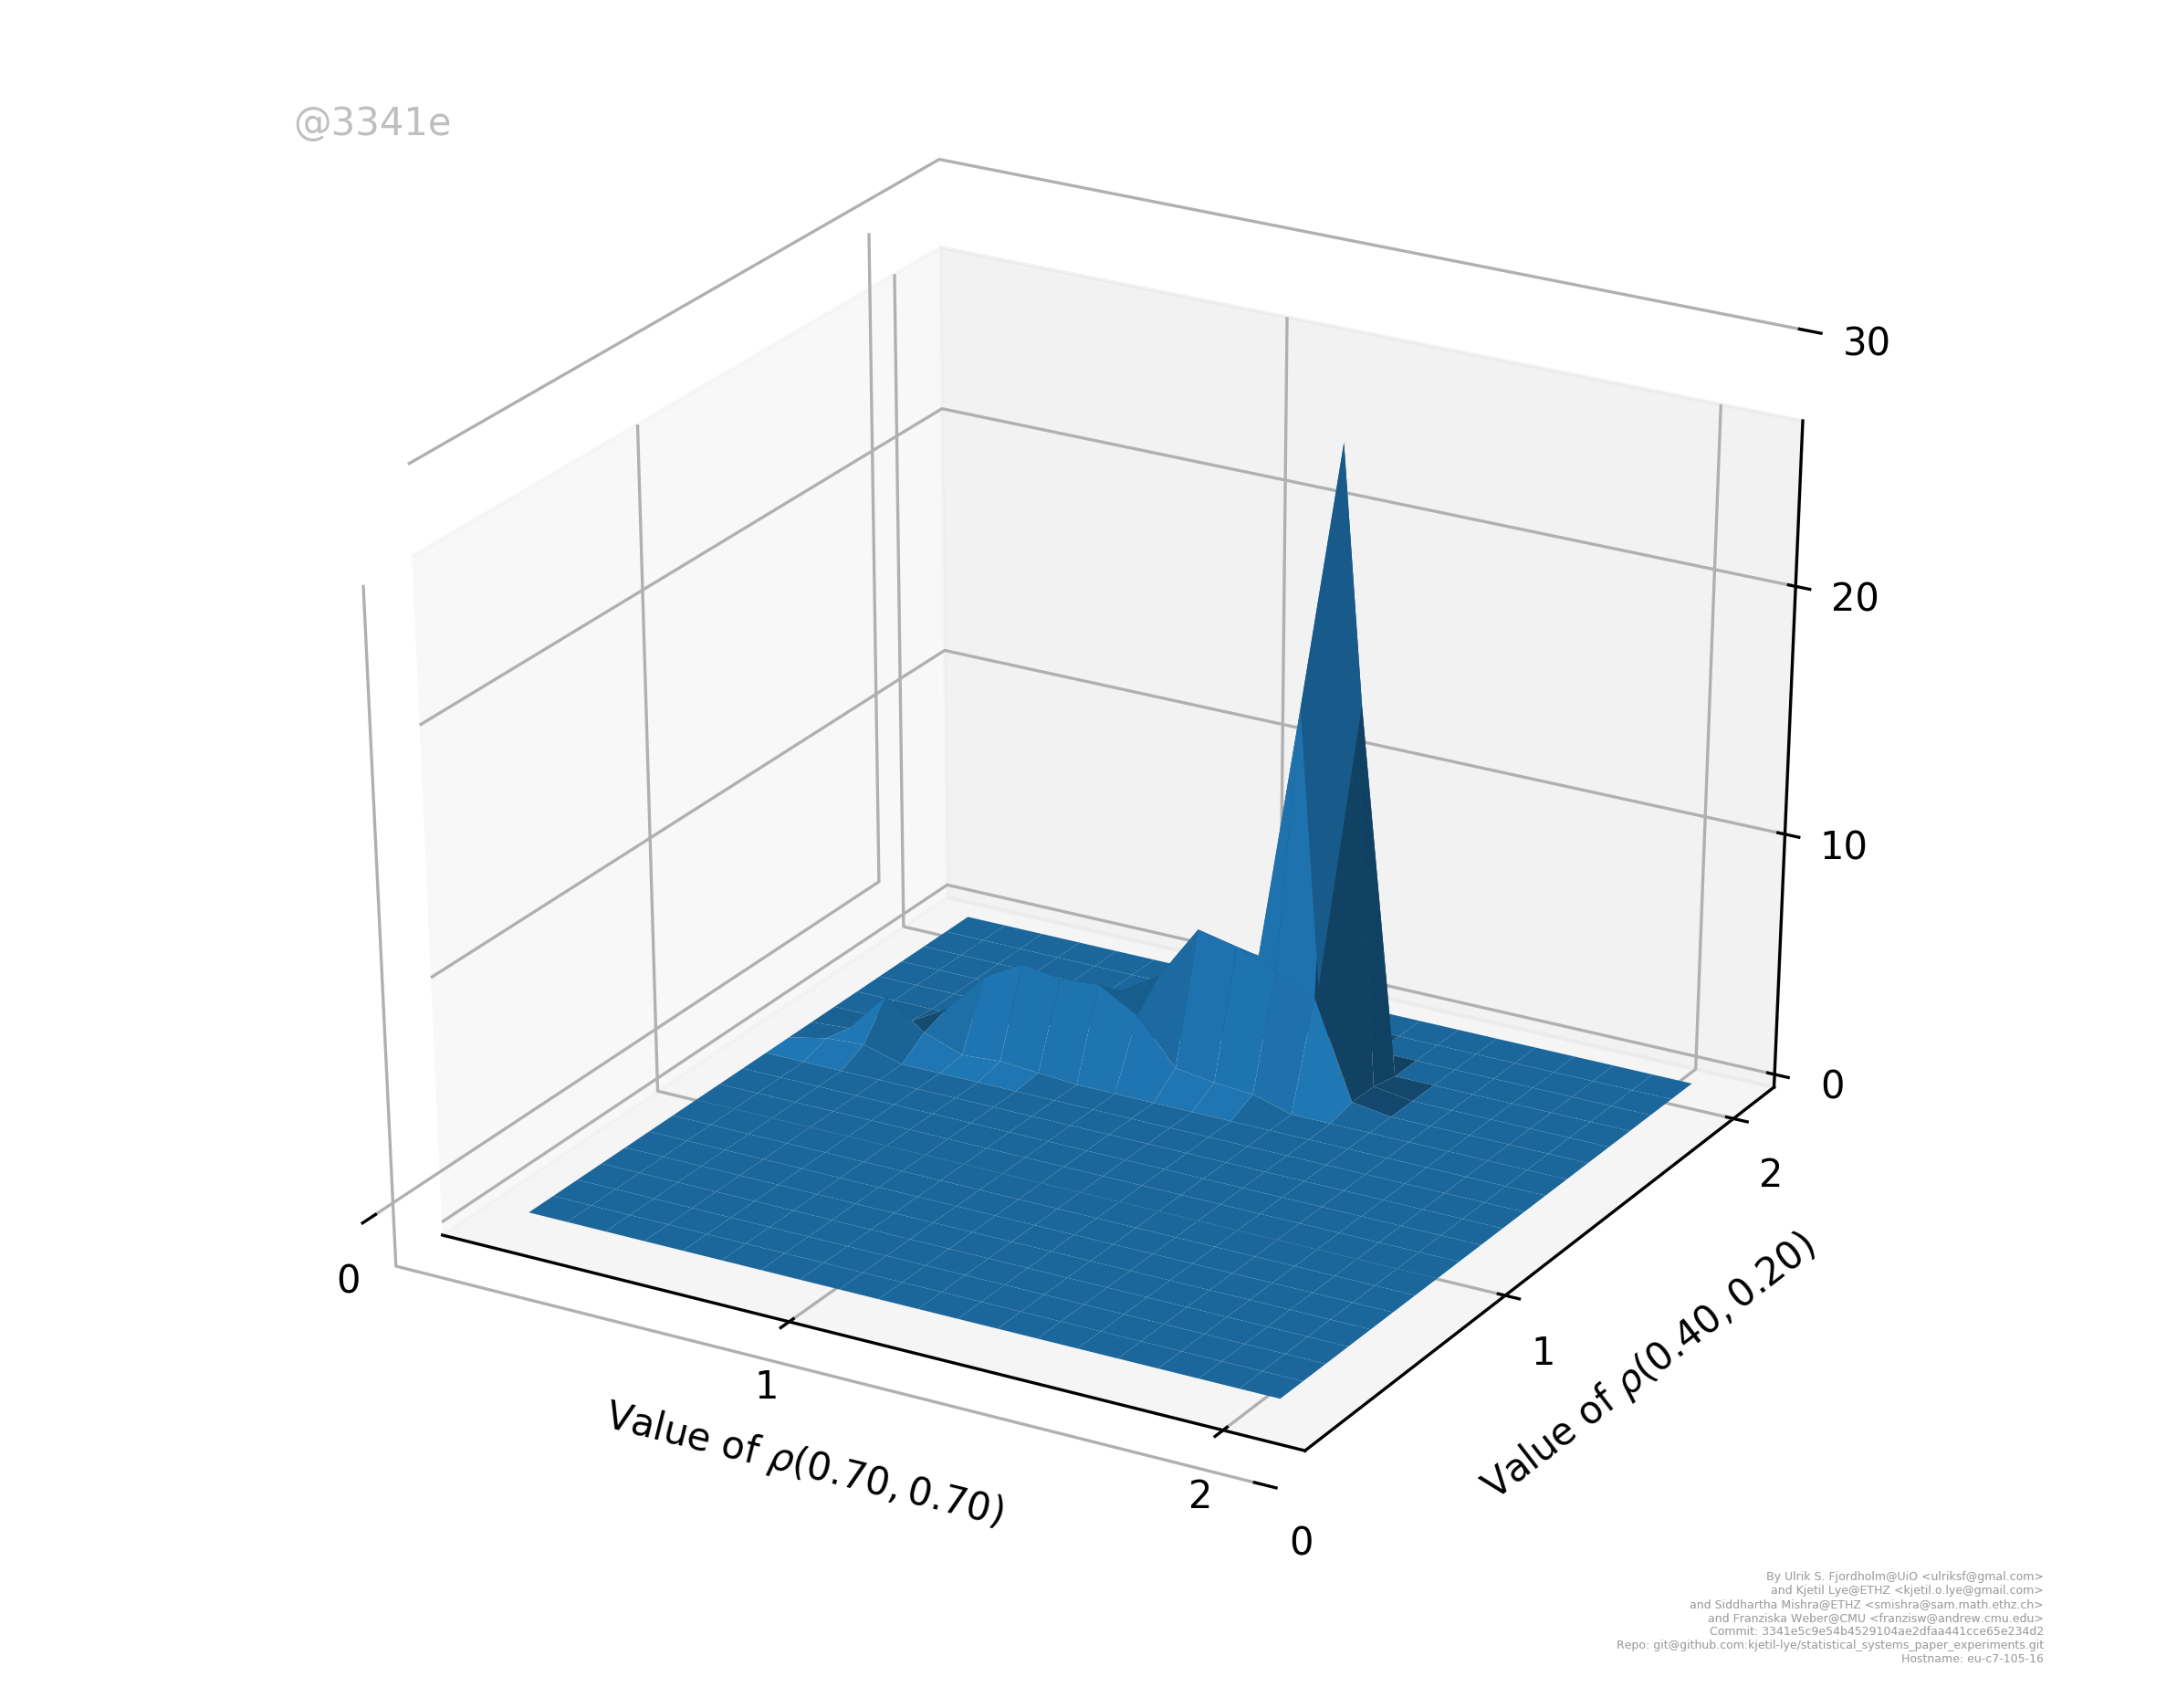 @3341e
30
20
10
0
2
1
0
0
1
2
Value of ρ(0.70, 0.70)
Value of ρ(0.40, 0.20)
By Ulrik S. Fjordholm@UiO <ulriksf@gmal.com>
and Kjetil Lye@ETHZ <kjetil.o.lye@gmail.com>
and Siddhartha Mishra@ETHZ <smishra@sam.math.ethz.ch>
and Franziska Weber@CMU <franzisw@andrew.cmu.edu>
Commit: 3341e5c9e54b4529104ae2dfaa441cce65e234d2
Repo: git@github.com:kjetil-lye/statistical_systems_paper_experiments.git
Hostname: eu-c7-105-16